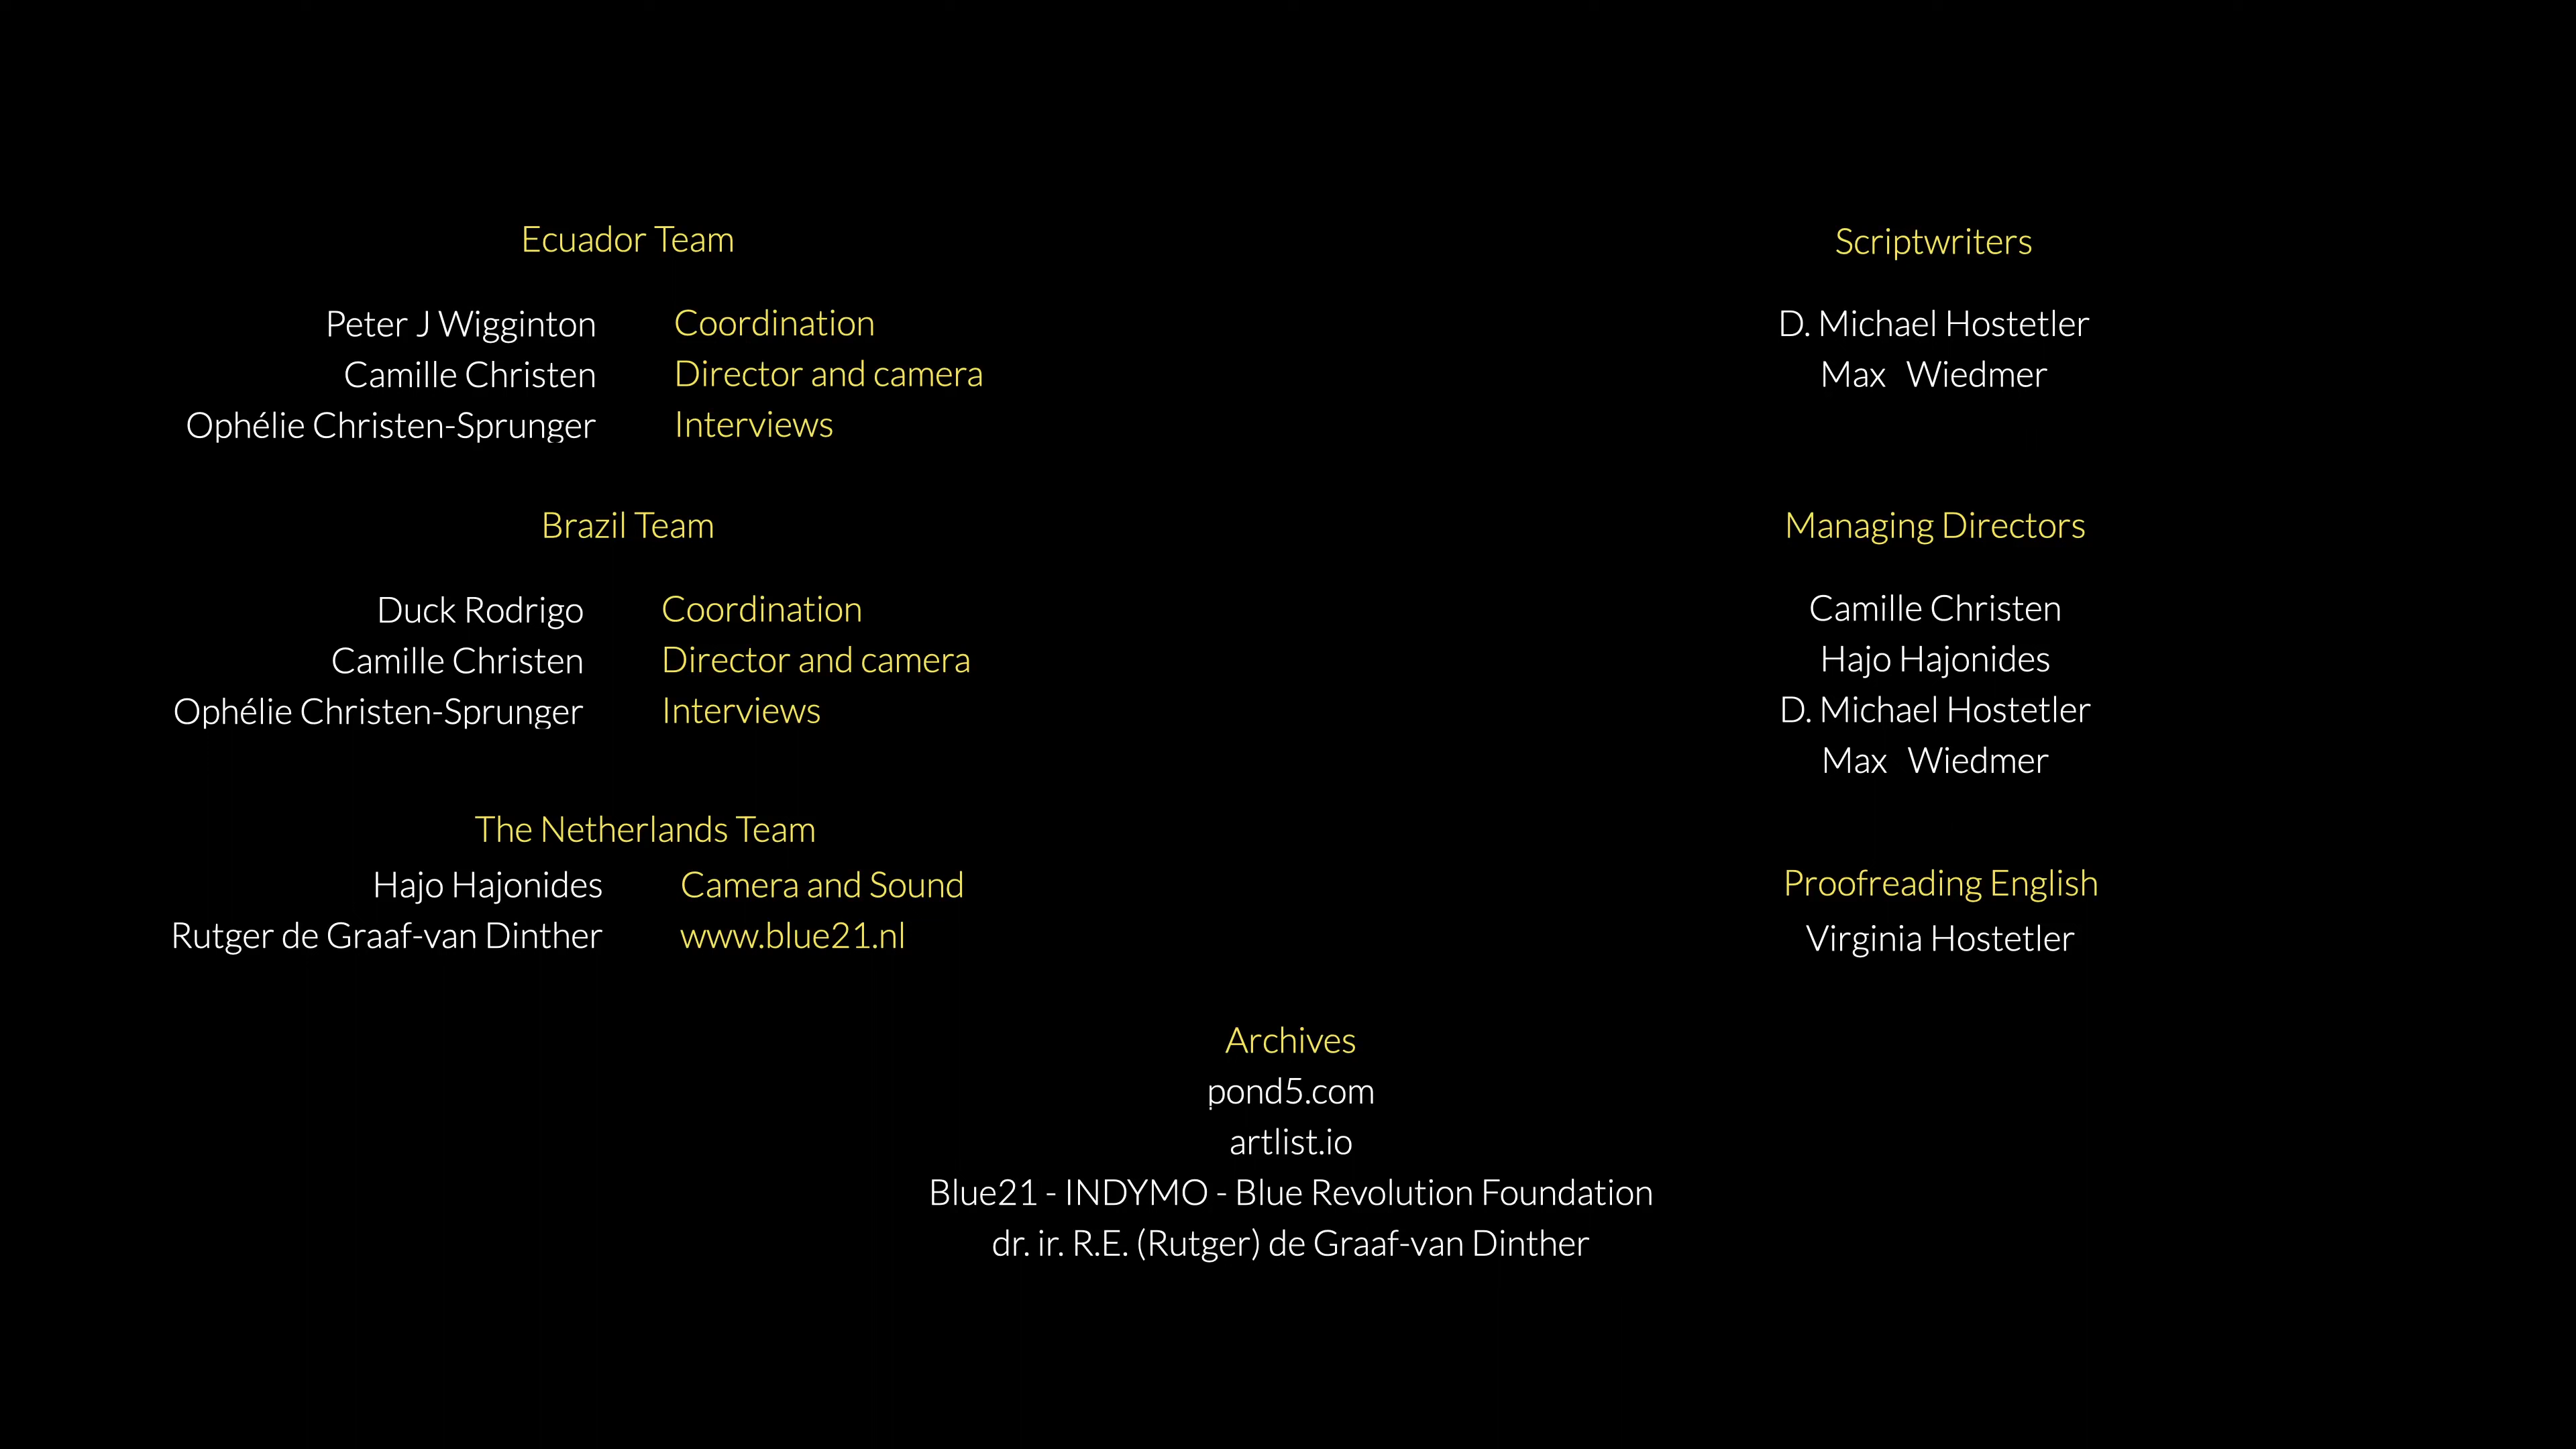 Ecuador Team
Peter J Wigginton Coordination
Camille Christen Director and camera
Ophélie Christen-Sprunger Interviews
Brazil Team
Duck Rodrigo Coordination
Camille Christen Director and camera
Ophélie Christen-Sprunger Interviews
The Netherlands Team
Hajo Hajonides Camera and Sound
Rutger de Graaf-van Dinther www.blue21.nl
Scriptwriters
D. Michael Hostetler
Max Wiedmer
Managing Directors
Camille Christen
Hajo Hajonides
D. Michael Hostetler
Max Wiedmer
Proofreading English
Virginia Hostetler
Archives
pond5.com
artlist.io
Blue21 - INDYMO - Blue Revolution Foundation
dr. ir. R.E. (Rutger) de Graaf-van Dinther